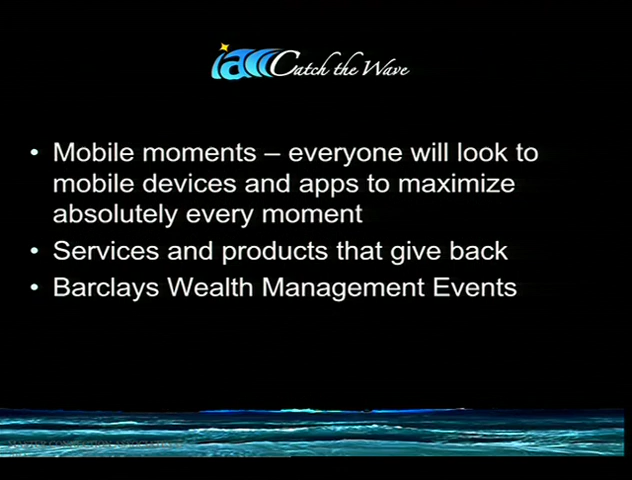 iacc Catch the Wave
• Mobile moments – everyone will look to
mobile devices and apps to maximize
absolutely every moment
• Services and products that give back
• Barclays Wealth Management Events